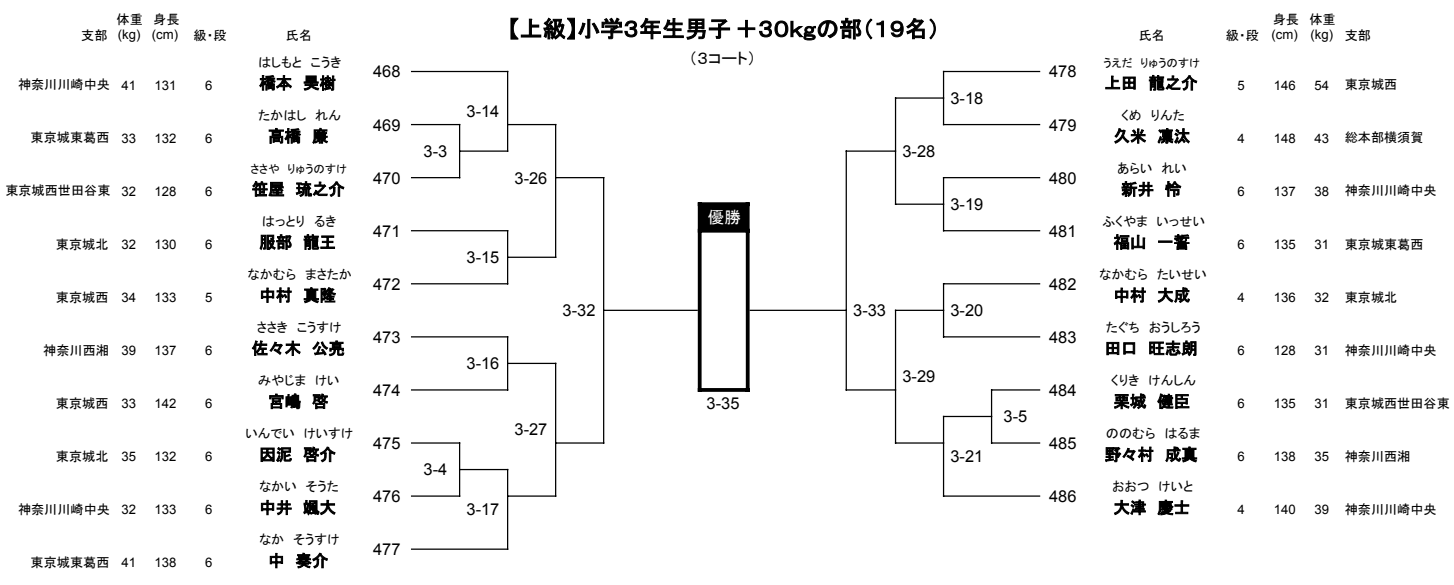 【上級】小学3年生男子 ＋30kgの部（19名）
（3コート）
支部 体重(kg) 身長(cm) 級・段 氏名
はしもと こうき
神奈川川崎中央 41 131 6 橋本 昊樹 468
たかはし れん
東京城東葛西 33 132 6 高橋 廉 469
ささや りゅうのすけ
東京城西世田谷東 32 128 6 笹屋 琉之介 470
はっとり るき
東京城北 32 130 6 服部 龍王 471
なかむら まさたか
東京城西 34 133 5 中村 真隆 472
ささき こうすけ
神奈川西湘 39 137 6 佐々木 公亮 473
みやじま けい
東京城西 33 142 6 宮嶋 啓 474
いんでい けいすけ
東京城北 35 132 6 因泥 啓介 475
なかい そうた
神奈川川崎中央 32 133 6 中井 颯大 476
なか そうすけ
東京城東葛西 41 138 6 中 奏介 477
3-14
3-3
3-26
3-15
3-32
3-16
3-27
3-4
3-17
優勝
3-35
3-18
3-28
3-19
3-33
3-20
3-29
3-5
3-21
氏名 級・段 身長(cm) 体重(kg) 支部
うえだ りゅうのすけ
478 上田 龍之介 5 146 54 東京城西
くめ りんた
479 久米 凛汰 4 148 43 総本部横須賀
あらい れい
480 新井 怜 6 137 38 神奈川川崎中央
ふくやま いっせい
481 福山 一誓 6 135 31 東京城東葛西
なかむら たいせい
482 中村 大成 4 136 32 東京城北
たぐち おうしろう
483 田口 旺志朗 6 128 31 神奈川川崎中央
くりき けんしん
484 栗城 健臣 6 135 31 東京城西世田谷東
ののむら はるま
485 野々村 成真 6 138 35 神奈川西湘
おおつ けいと
486 大津 慶士 4 140 39 神奈川川崎中央